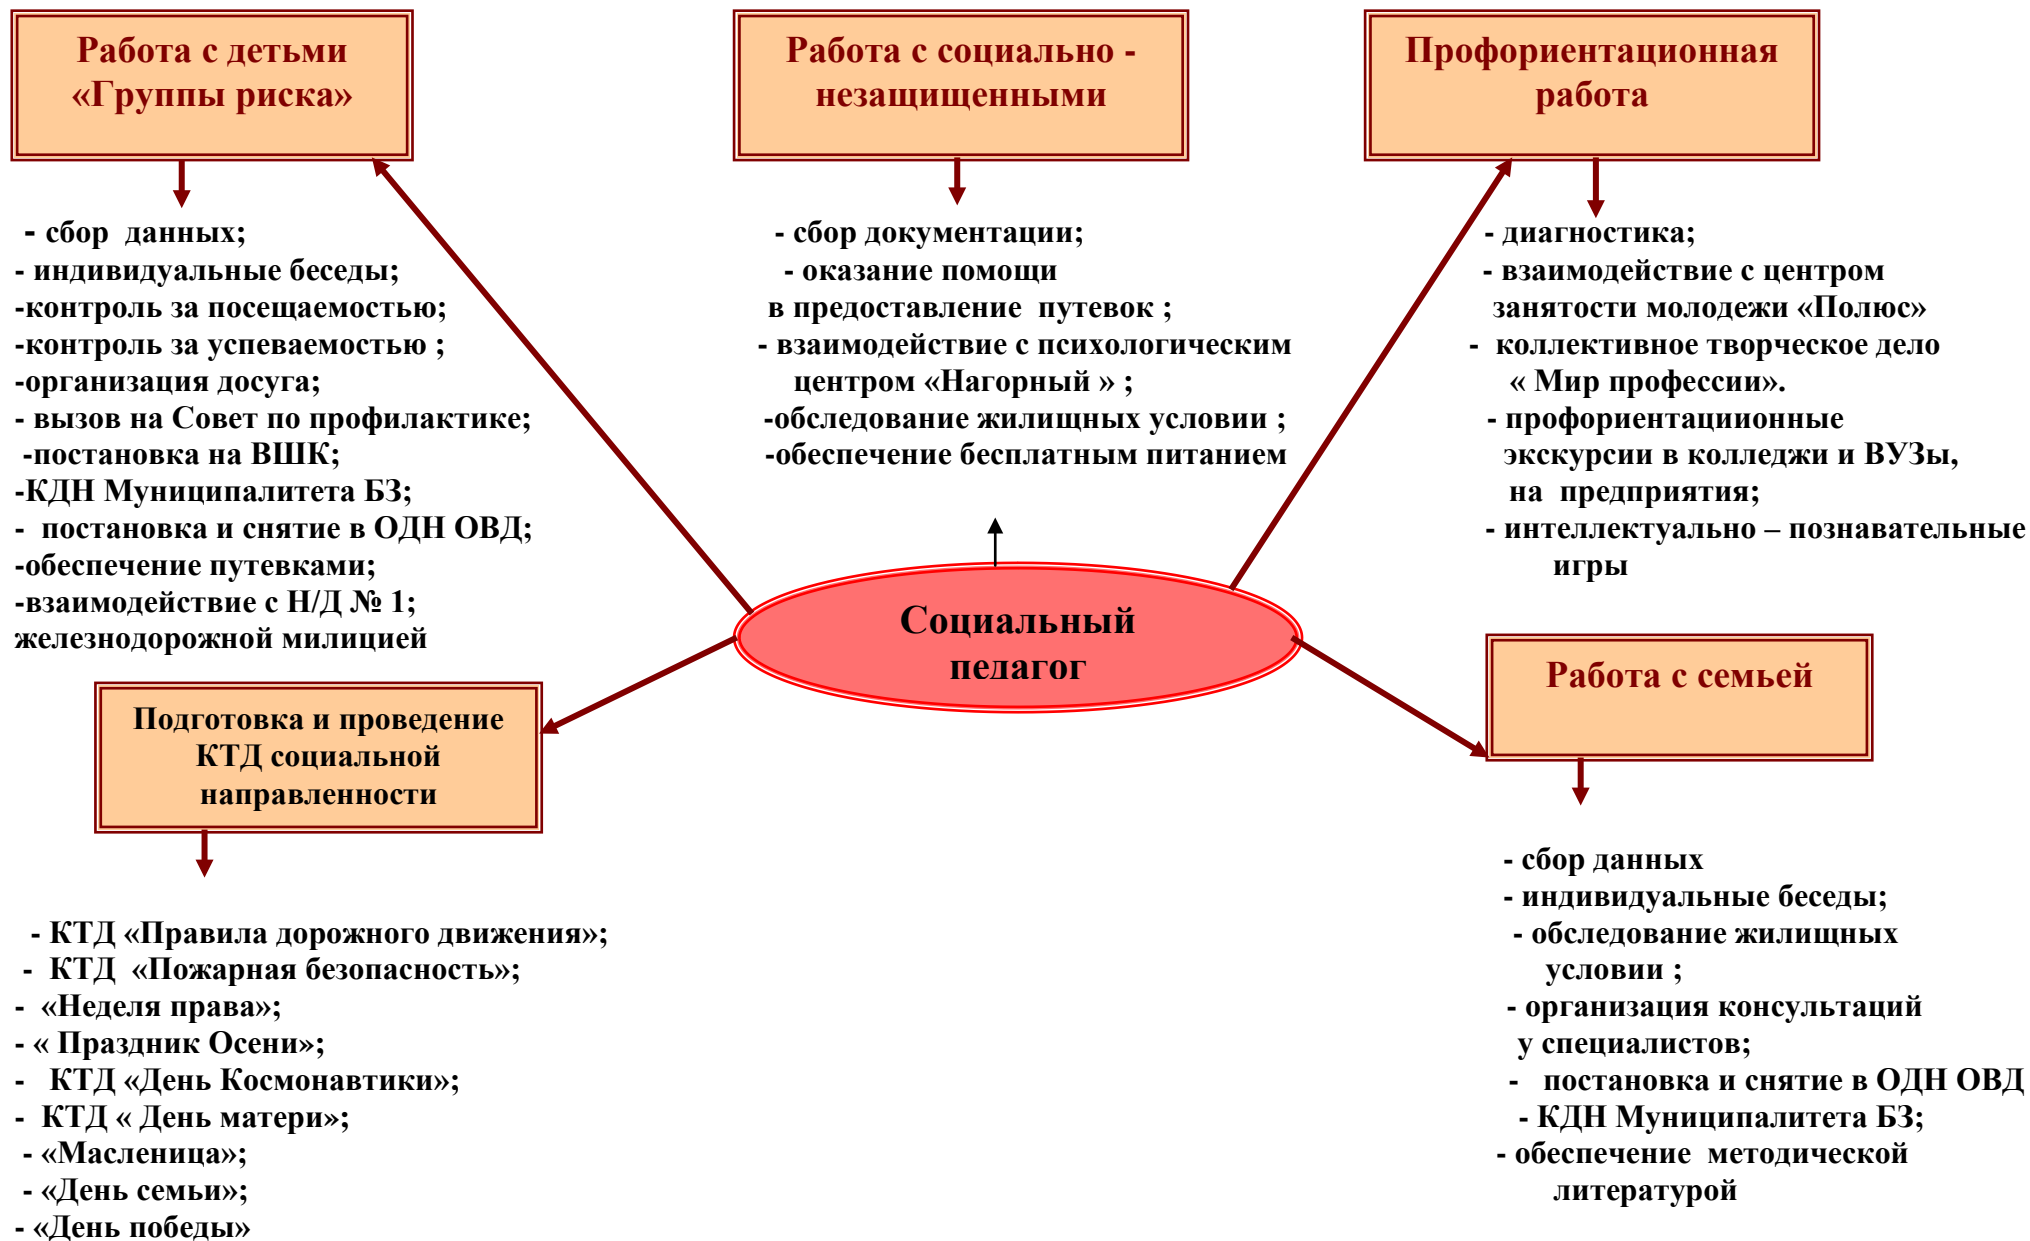 Работа с детьми
«Группы риска»
- сбор  данных;
- индивидуальные беседы;
-контроль за посещаемостью;
-контроль за успеваемостью ;
-организация досуга;
- вызов на Совет по профилактике;
-постановка на ВШК;
-КДН Муниципалитета БЗ;
-  постановка и снятие в ОДН ОВД;
-обеспечение путевками;
-взаимодействие с Н/Д № 1;
железнодорожной милицией
Работа с социально -
незащищенными
- сбор документации;
- оказание помощи
в предоставление  путевок ;
- взаимодействие с психологическим
центром «Нагорный » ;
-обследование жилищных условии ;
-обеспечение бесплатным питанием
Профориентационная
работа
- диагностика;
- взаимодействие с центром
занятости молодежи «Полюс»
-  коллективное творческое дело
« Мир профессии».
- профориентациионные
экскурсии в колледжи и ВУЗы,
на  предприятия;
- интеллектуально – познавательные
игры
Социальный
педагог
Подготовка и проведение
КТД социальной
направленности
- КТД «Правила дорожного движения»;
-  КТД  «Пожарная безопасность»;
-  «Неделя права»;
- « Праздник Осени»;
-   КТД «День Космонавтики»;
-  КТД « День матери»;
- «Масленица»;
- «День семьи»;
- «День победы»
Работа с семьей
- сбор данных
- индивидуальные беседы;
- обследование жилищных
условии ;
- организация консультаций
у специалистов;
-   постановка и снятие в ОДН ОВД
- КДН Муниципалитета БЗ;
- обеспечение  методической
литературой